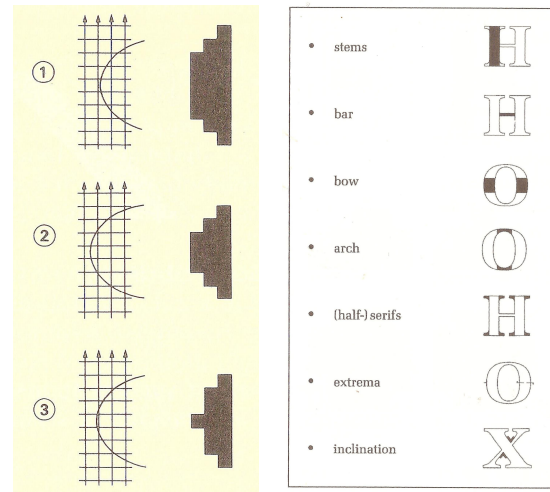 1
2
3
• stems H
• bar H
• bow O
• arch O
• (half-) serifs H
• extrema O
• inclination X